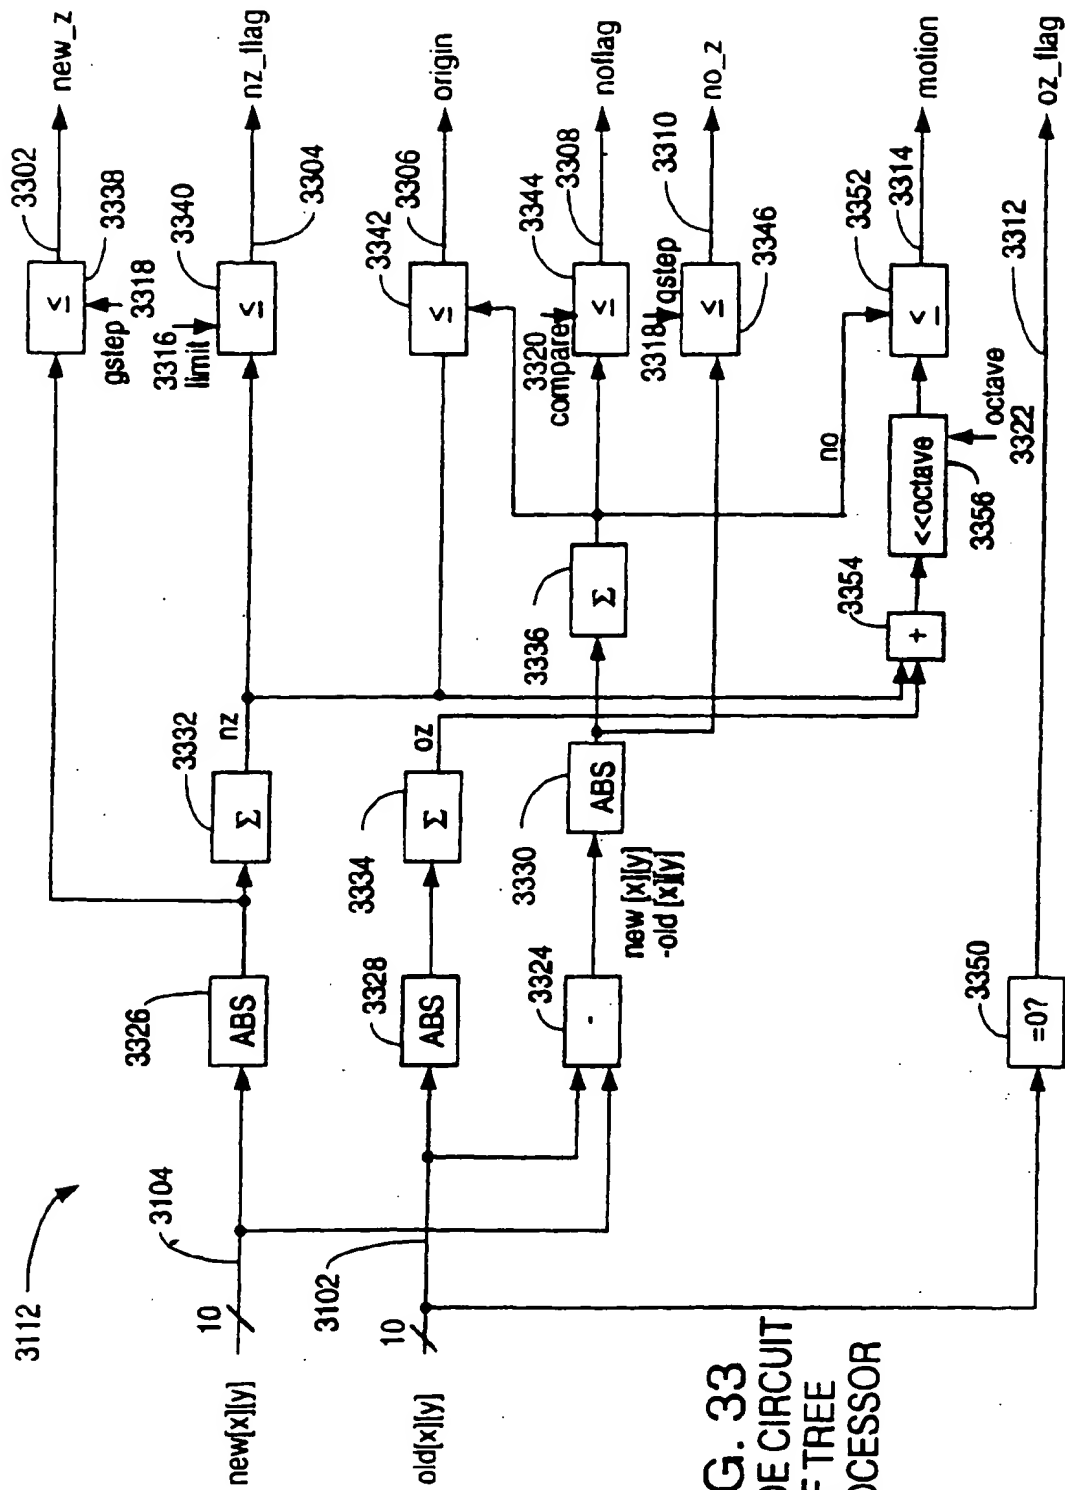 3112
new[x][y]
10
3104
3326
ABS
3332
Σ
nz
3302
3338
≤
new_z
gstep
3318
3316
limit
3340
≤
nz_flag
3304
old[x][y]
10
3102
3328
ABS
3334
Σ
oz
3342
≤
3306
origin
3324
-
new [x][y]
-old [x][y]
3330
ABS
3336
Σ
3320
compare
3344
≤
3308
noflag
3318
qstep
≤
3310
no_z
3346
no
3354
+
<<octave
3356
octave
3322
3352
≤
3314
motion
3350
=0?
3312
oz_flag
G. 33
DE CIRCUIT
F TREE
OCESSOR